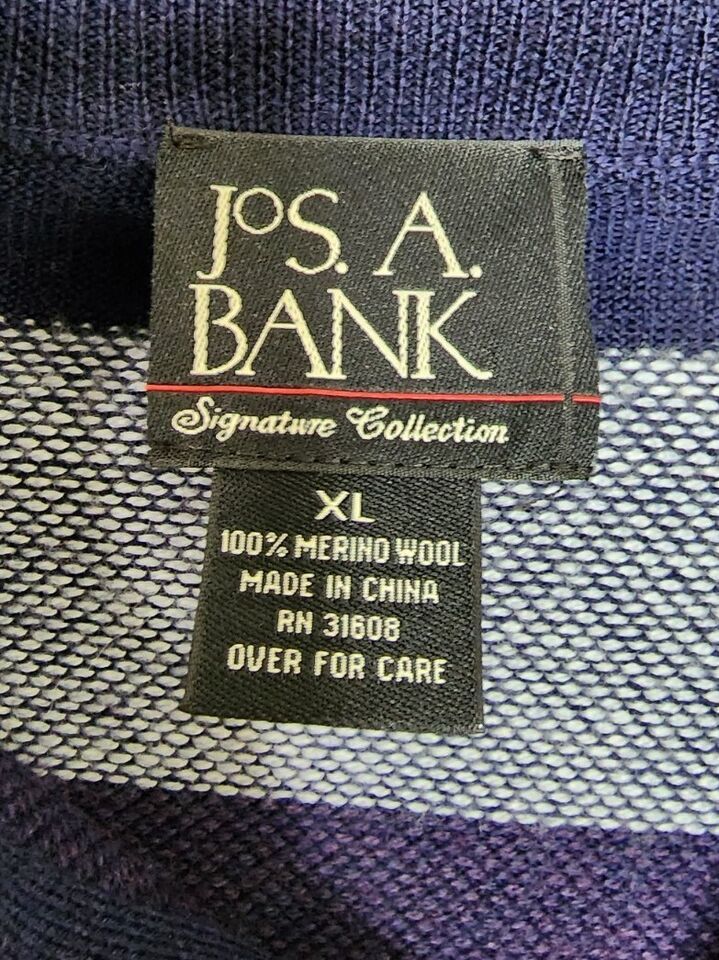 JoS. A.
BANK
Signature Collection
XL
100% MERINO WOOL
MADE IN CHINA
RN 31608
OVER FOR CARE